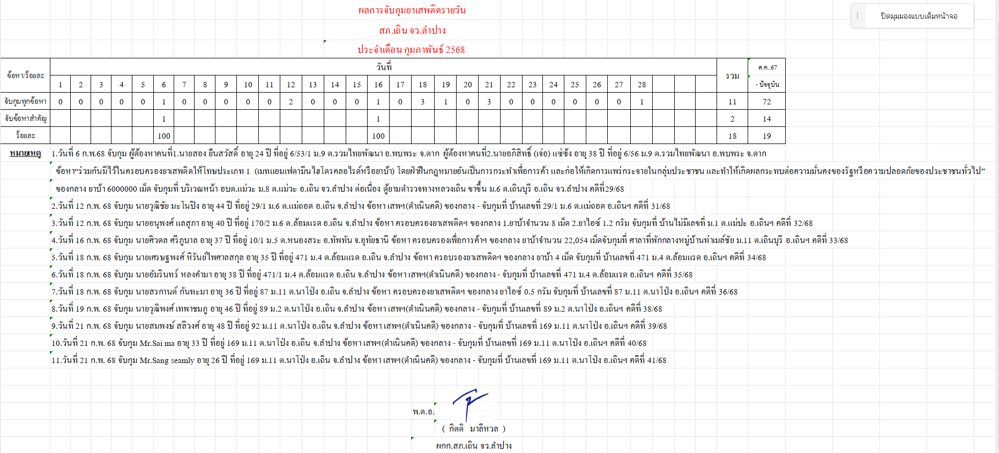 ผลการจับกุมยาเสพติดรายวัน
ปิดมุมมองแบบเต็มหน้าจอ
สภ.เถิน จว.ลำปาง
ประจำเดือน กุมภาพันธ์ 2568
ข้อหา/ร้อยละ วันที่ รวม ต.ค..67
1 2 3 4 5 6 7 8 9 10 11 12 13 14 15 16 17 18 19 20 21 22 23 24 25 26 27 28 - ปัจจุบัน
จับกุมทุกข้อหา 0 0 0 0 0 1 0 0 0 0 0 2 0 0 0 1 0 3 1 0 3 0 0 0 0 0 0 1 11 72
จับข้อหาสำคัญ 1 1 2 14
ร้อยละ 100 100 18 19
หมายเหตุ 1.วันที่ 6 ก.พ.68 จับกุม ผู้ต้องหาคนที่1.นายสอง ยืนสวัสดิ์ อายุ 24 ปี ที่อยู่ 6/53/1 ม.9 ต.รวมไทยพัฒนา อ.พบพระ จ.ตาก ผู้ต้องหาคนที่2.นายอภิสิทธิ์ (เจ่อ) แซ่ซ้ง อายุ 38 ปี ที่อยู่ 6/56 ม.9 ต.รวมไทยพัฒนา อ.พบพระ จ.ตาก
ข้อหา“ร่วมกันมีไว้ในครอบครองยาเสพติดให้โทษประเภท 1 (เมทแอมเฟตามีนไฮโดรคลอไรด์หรือยาบ้า) โดยฝ่าฝืนกฎหมายอันเป็นการกระทำเพื่อการค้า และก่อให้เกิดการแพร่กระจายในกลุ่มประชาชน และทำให้เกิดผลกระทบต่อความมั่นคงของรัฐหรือความปลอดภัยของประชาชนทั่วไป”
ของกลาง ยาบ้า 6000000 เม็ด จับกุมที่ บริเวณหน้า อบต.แม่วะ ม.8 ต.แม่วะ อ.เถิน จว.ลำปาง ต่อเนื่อง ตู้ยามตำรวจทางหลวงเถิน ขาขึ้น ม.6 ต.เถินบุรี อ.เถิน จว.ลำปาง คดีที่29/68
2.วันที่ 12 ก.พ. 68 จับกุม นายวุฒิชัย มะโนปิง อายุ 44 ปี ที่อยู่ 29/1 ม.6 ต.แม่ถอด อ.เถิน จ.ลำปาง ข้อหา เสพฯ(ดำเนินคดี) ของกลาง - จับกุมที่ บ้านเลขที่ 29/1 ม.6 ต.แม่ถอด อ.เถินฯ คดีที่ 31/68
3.วันที่ 12 ก.พ. 68 จับกุม นายอนุพงศ์ แลสุภา อายุ 40 ปี ที่อยู่ 170/2 ม.6 ต.ล้อมแรด อ.เถิน จ.ลำปาง ข้อหา ครอบครองยาเสพติดฯ ของกลาง 1.ยาบ้าจำนวน 8 เม็ด 2.ยาไอซ์ 1.2 กรัม จับกุมที่ บ้านไม่มีเลขที่ ม.1 ต.แม่ปะ อ.เถินฯ คดีที่ 32/68
4.วันที่ 16 ก.พ. 68 จับกุม นายศิวดล ศรีภูบาล อายุ 37 ปี ที่อยู่ 10/1 ม.5 ต.หนองสระ อ.ทัพทัน จ.อุทัยธานี ข้อหา ครอบครองเพื่อการค้าฯ ของกลาง ยาบ้าจำนวน 22,054 เม็ดจับกุมที่ ศาลาที่พักกลางหมู่บ้านท่าเมล์ชัย ม.11 ต.เถินบุรี อ.เถินฯ คดีที่ 33/68
5.วันที่ 18 ก.พ. 68 จับกุม นายเศรษฐพงศ์ หิรันย์ไพศาลสกุล อายุ 35 ปี ที่อยู่ 471 ม.4 ต.ล้อมแรด อ.เถิน จ.ลำปาง ข้อหา ครอบรองยาเสพติดฯ ของกลาง ยาบ้า 4 เม็ด จับกุมที่ บ้านเลขที่ 471 ม.4 ต.ล้อมแรด อ.เถินฯ คดีที่ 34/68
6.วันที่ 18 ก.พ. 68 จับกุม นายอัมรินทร์ หลงคำมา อายุ 38 ปี ที่อยู่ 471/1 ม.4 ต.ล้อมแรด อ.เถิน จ.ลำปาง ข้อหา เสพฯ(ดำเนินคดี) ของกลาง - จับกุมที่ บ้านเลขที่ 471 ม.4 ต.ล้อมแรด อ.เถินฯ คดีที่ 35/68
7.วันที่ 18 ก.พ. 68 จับกุม นายสรกานต์ กันทะมา อายุ 36 ปี ที่อยู่ 87 ม.11 ต.นาโป่ง อ.เถิน จ.ลำปาง ข้อหา ครอบครองยาเสพติดฯ ของกลาง ยาไอซ์ 0.5 กรัม จับกุมที่ บ้านเลขที่ 87 ม.11 ต.นาโป่ง อ.เถินฯ คดีที่ 36/68
8.วันที่ 19 ก.พ. 68 จับกุม นายวุฒิพงศ์ เทพาชมภู อายุ 46 ปี ที่อยู่ 89 ม.2 ต.นาโป่ง อ.เถิน จ.ลำปาง ข้อหา เสพฯ(ดำเนินคดี) ของกลาง - จับกุมที่ บ้านเลขที่ 89 ม.2 ต.นาโป่ง อ.เถินฯ คดีที่ 38/68
9.วันที่ 21 ก.พ. 68 จับกุม นายสมพงษ์ สลีวงศ์ อายุ 48 ปี ที่อยู่ 92 ม.11 ต.นาโป่ง อ.เถิน จ.ลำปาง ข้อหา เสพฯ(ดำเนินคดี) ของกลาง - จับกุมที่ บ้านเลขที่ 169 ม.11 ต.นาโป่ง อ.เถินฯ คดีที่ 39/68
10.วันที่ 21 ก.พ. 68 จับกุม Mr.Sai ma อายุ 33 ปี ที่อยู่ 169 ม.11 ต.นาโป่ง อ.เถิน จ.ลำปาง ข้อหา เสพฯ(ดำเนินคดี) ของกลาง - จับกุมที่ บ้านเลขที่ 169 ม.11 ต.นาโป่ง อ.เถินฯ คดีที่ 40/68
11.วันที่ 21 ก.พ. 68 จับกุม Mr.Sang seamly อายุ 26 ปี ที่อยู่ 169 ม.11 ต.นาโป่ง อ.เถิน จ.ลำปาง ข้อหา เสพฯ(ดำเนินคดี) ของกลาง - จับกุมที่ บ้านเลขที่ 169 ม.11 ต.นาโป่ง อ.เถินฯ คดีที่ 41/68
พ.ต.อ.
( กิตติ มาลีหวล )
ผกก.สภ.เถิน จว.ลำปาง